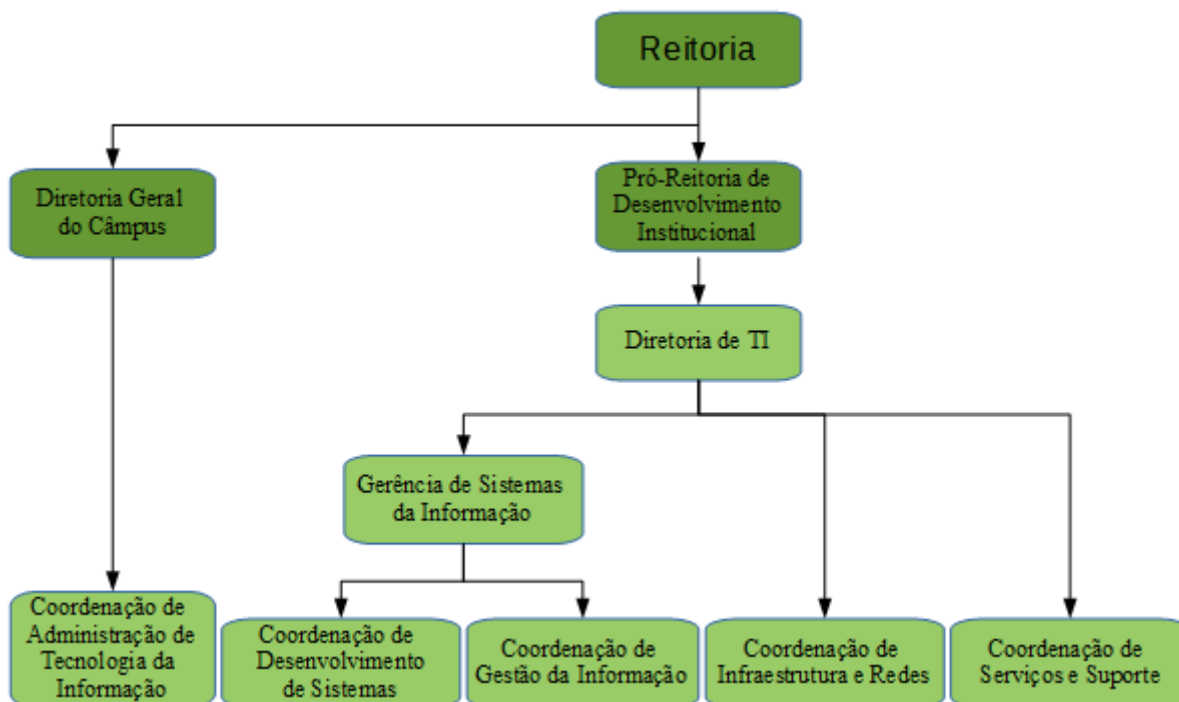 Reitoria
Diretoria Geral
do Câmpus
Pró-Reitoria de
Desenvolvimento
Institucional
Diretoria de TI
Gerência de Sistemas
da Informação
Coordenação de
Administração de
Tecnologia da
Informação
Coordenação de
Desenvolvimento
de Sistemas
Coordenação de
Gestão da Informação
Coordenação de
Infraestrutura e Redes
Coordenação de
Serviços e Suporte